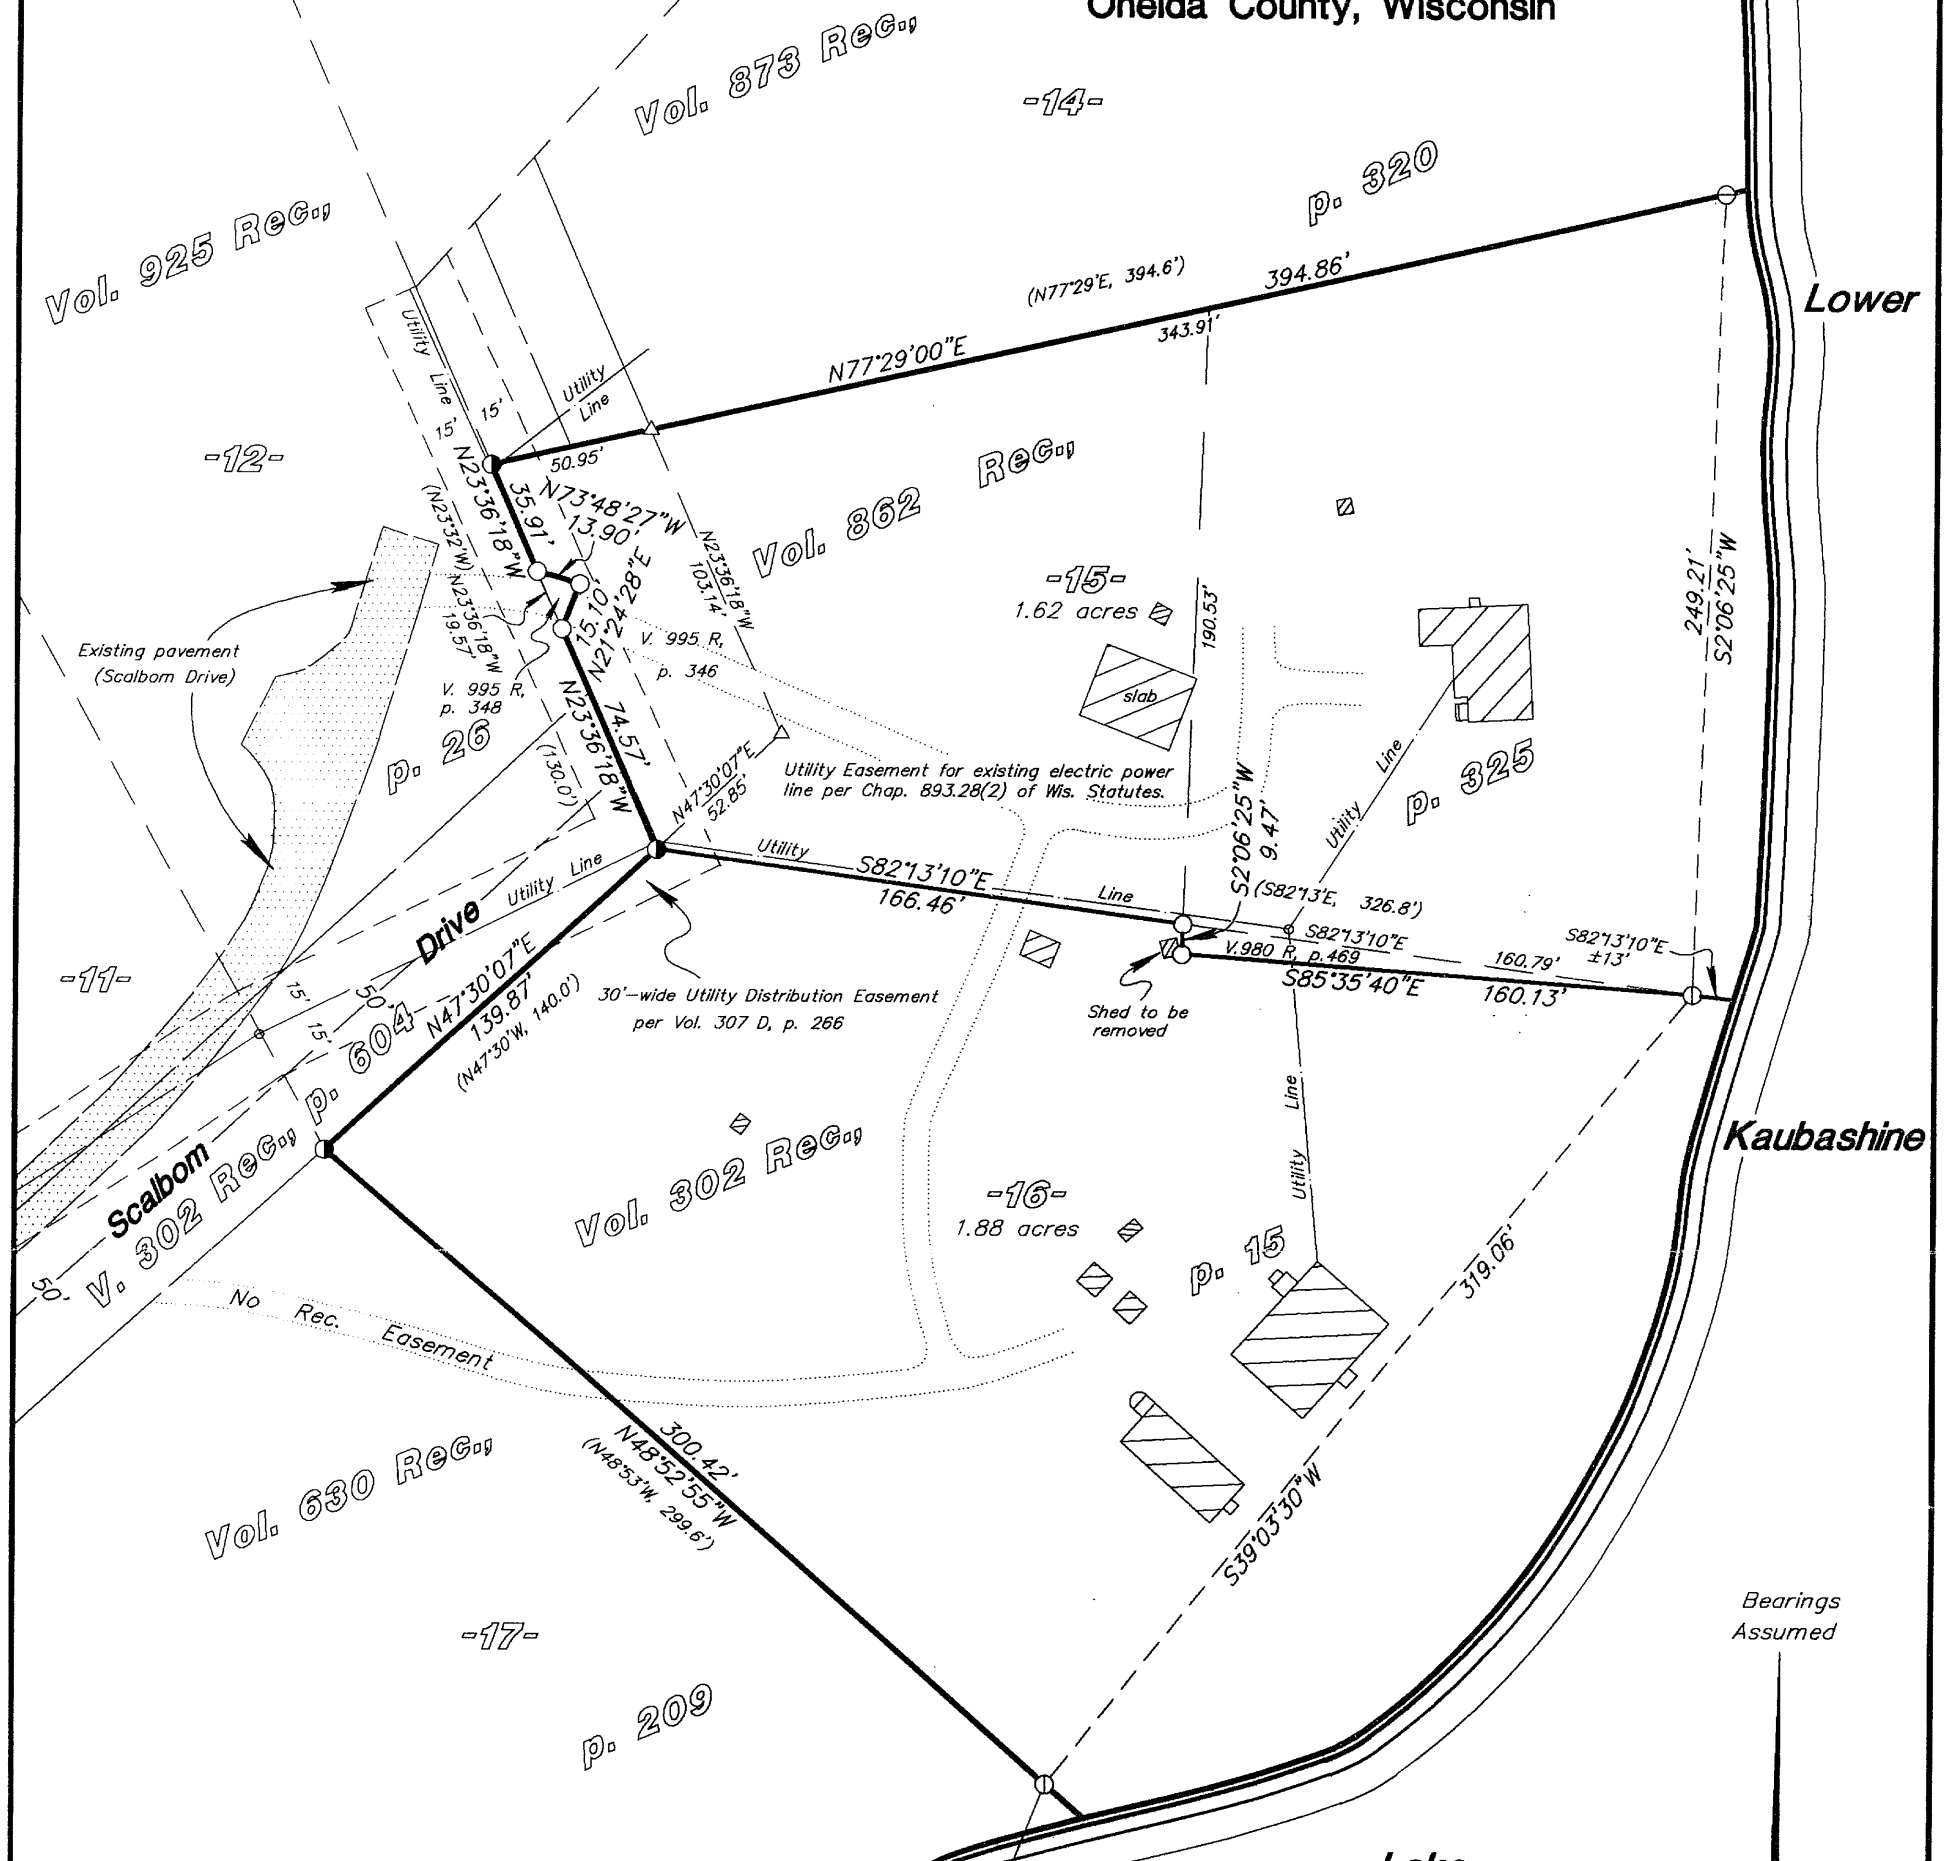 Oneida County, Wisconsin
Vol. 873 Rec.,
-14-
p. 320
Vol. 925 Rec.,
(N77°29'E, 394.6')
394.86'
343.91'
N77°29'00"E
Lower
Utility Line
Utility
Line
15'
15'
-12-
50.95'
N23°36'18"W
35.91'
(N23°32'W)
N73°48'27"W
13.90'
15.10'
N21°24'28"E
N23°36'18"W
19.57'
N23°36'18"W
103.14'
Vol. 862 Rec.,
-15-
1.62 acres
190.53'
249.21'
S2°06'25"W
Existing pavement
(Scalbom Drive)
V. 995 R,
p. 346
V. 995 R,
p. 348
slab
p. 26
74.57'
N23°36'18"W
(130.0')
N47°30'07"E
52.85'
Utility Easement for existing electric power
line per Chap. 893.28(2) of Wis. Statutes.
Line
Utility
p. 325
S2°06'25"W
9.47'
Utility
S82°13'10"E
166.46'
Line
(S82°13'E, 326.8')
S82°13'10"E
160.79'
S82°13'10"E
±13'
V.980 R, p.469
S85°35'40"E
160.13'
Utility Line
Drive
-11-
N47°30'07"E
139.87'
(N47°30'W, 140.0')
15'
50'
15'
30'-wide Utility Distribution Easement
per Vol. 307 D, p. 266
Shed to be
removed
Scalbom
V. 302 Rec., p. 604
50'
Line
Utility
Kaubashine
Vol. 302 Rec.,
-16-
1.88 acres
p. 15
319.06'
No Rec. Easement
300.42'
N48°52'55"W
(N48°53'W, 299.6')
S39°03'30"W
Vol. 630 Rec.,
-17-
p. 209
Bearings
Assumed
Lake